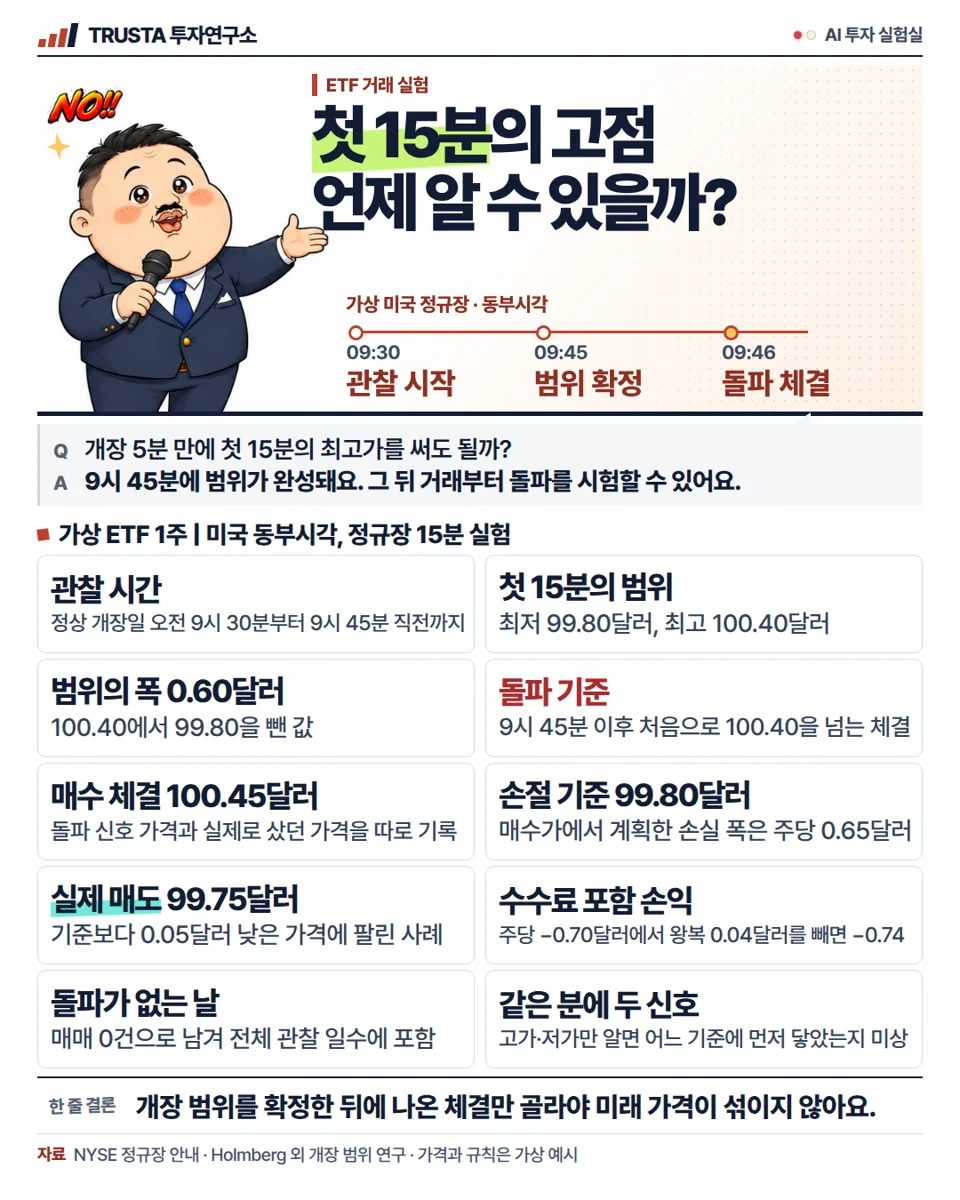 TRUSTA 투자연구소
AI 투자 실험실
NO!!
ETF 거래 실험
첫 15분의 고점
언제 알 수 있을까?
가상 미국 정규장 · 동부시각
09:30
관찰 시작
09:45
범위 확정
09:46
돌파 체결
Q 개장 5분 만에 첫 15분의 최고가를 써도 될까?
A 9시 45분에 범위가 완성돼요. 그 뒤 거래부터 돌파를 시험할 수 있어요.
가상 ETF 1주 | 미국 동부시각, 정규장 15분 실험
관찰 시간
정상 개장일 오전 9시 30분부터 9시 45분 직전까지
첫 15분의 범위
최저 99.80달러, 최고 100.40달러
범위의 폭 0.60달러
100.40에서 99.80을 뺀 값
돌파 기준
9시 45분 이후 처음으로 100.40을 넘는 체결
매수 체결 100.45달러
돌파 신호 가격과 실제로 샀던 가격을 따로 기록
손절 기준 99.80달러
매수가에서 계획한 손실 폭은 주당 0.65달러
실제 매도 99.75달러
기준보다 0.05달러 낮은 가격에 팔린 사례
수수료 포함 손익
주당 −0.70달러에서 왕복 0.04달러를 빼면 −0.74
돌파가 없는 날
매매 0건으로 남겨 전체 관찰 일수에 포함
같은 분에 두 신호
고가·저가만 알면 어느 기준에 먼저 닿았는지 미상
한 줄 결론 개장 범위를 확정한 뒤에 나온 체결만 골라야 미래 가격이 섞이지 않아요.
자료 NYSE 정규장 안내 · Holmberg 외 개장 범위 연구 · 가격과 규칙은 가상 예시